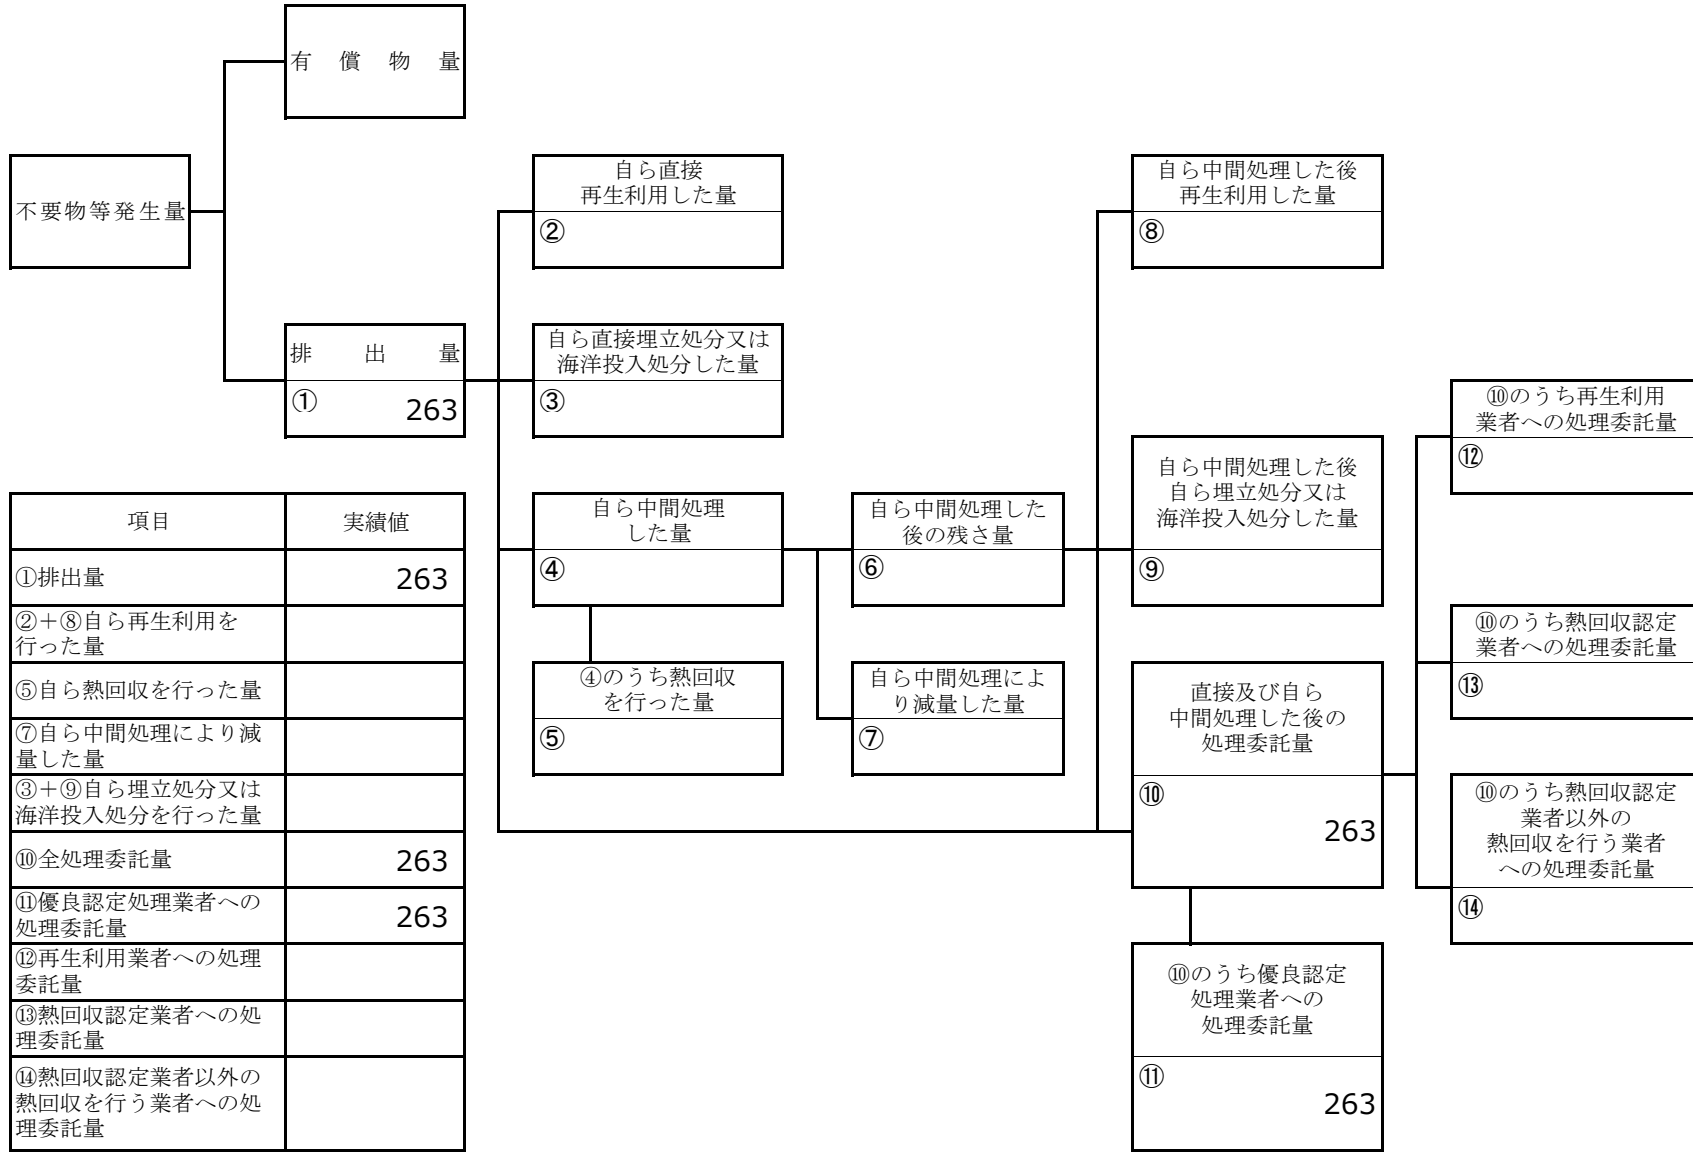 有償物量
不要物等発生量
排出量
①
263
自ら直接
再生利用した量
②
自ら直接埋立処分又は
海洋投入処分した量
③
自ら中間処理
した量
④
④のうち熱回収
を行った量
⑤
自ら中間処理した
後の残さ量
⑥
自ら中間処理によ
り減量した量
⑦
自ら中間処理した後
再生利用した量
⑧
自ら中間処理した後
自ら埋立処分又は
海洋投入処分した量
⑨
直接及び自ら
中間処理した後の
処理委託量
⑩
263
⑩のうち優良認定
処理業者への
処理委託量
⑪
263
⑩のうち再生利用
業者への処理委託量
⑫
⑩のうち熱回収認定
業者への処理委託量
⑬
⑩のうち熱回収認定
業者以外の
熱回収を行う業者
への処理委託量
⑭
項目 実績値
①排出量 263
②＋⑧自ら再生利用を
行った量
⑤自ら熱回収を行った量
⑦自ら中間処理により減
量した量
③＋⑨自ら埋立処分又は
海洋投入処分を行った量
⑩全処理委託量 263
⑪優良認定処理業者への
処理委託量 263
⑫再生利用業者への処理
委託量
⑬熱回収認定業者への処
理委託量
⑭熱回収認定業者以外の
熱回収を行う業者への処
理委託量